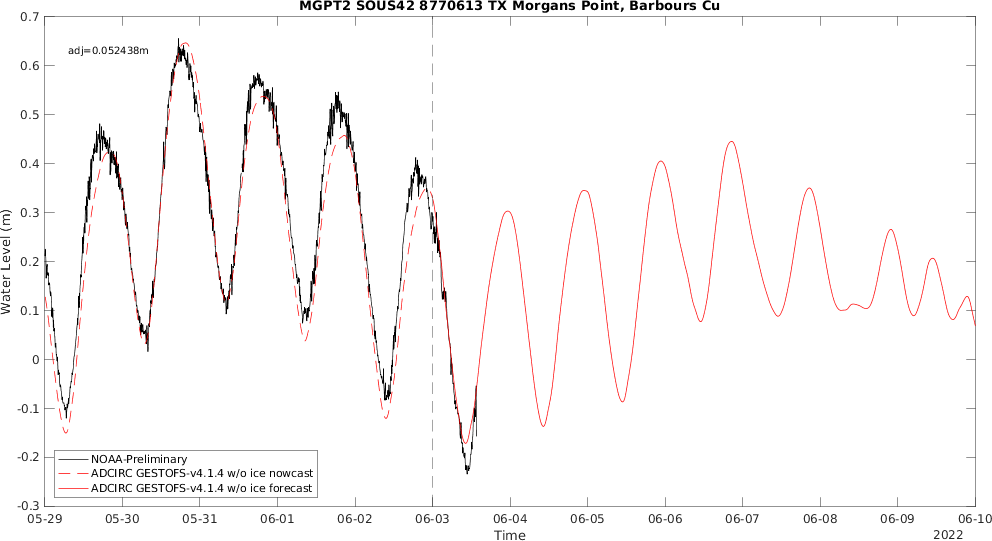 MGPT2 SOUS42 8770613 TX Morgans Point, Barbours Cu
adj=0.052438m
Water Level (m)
0.7
0.6
0.5
0.4
0.3
0.2
0.1
0
-0.1
-0.2
-0.3
NOAA-Preliminary
ADCIRC GESTOFS-v4.1.4 w/o ice nowcast
ADCIRC GESTOFS-v4.1.4 w/o ice forecast
05-29 05-30 05-31 06-01 06-02 06-03 06-04 06-05 06-06 06-07 06-08 06-09 06-10
Time
2022